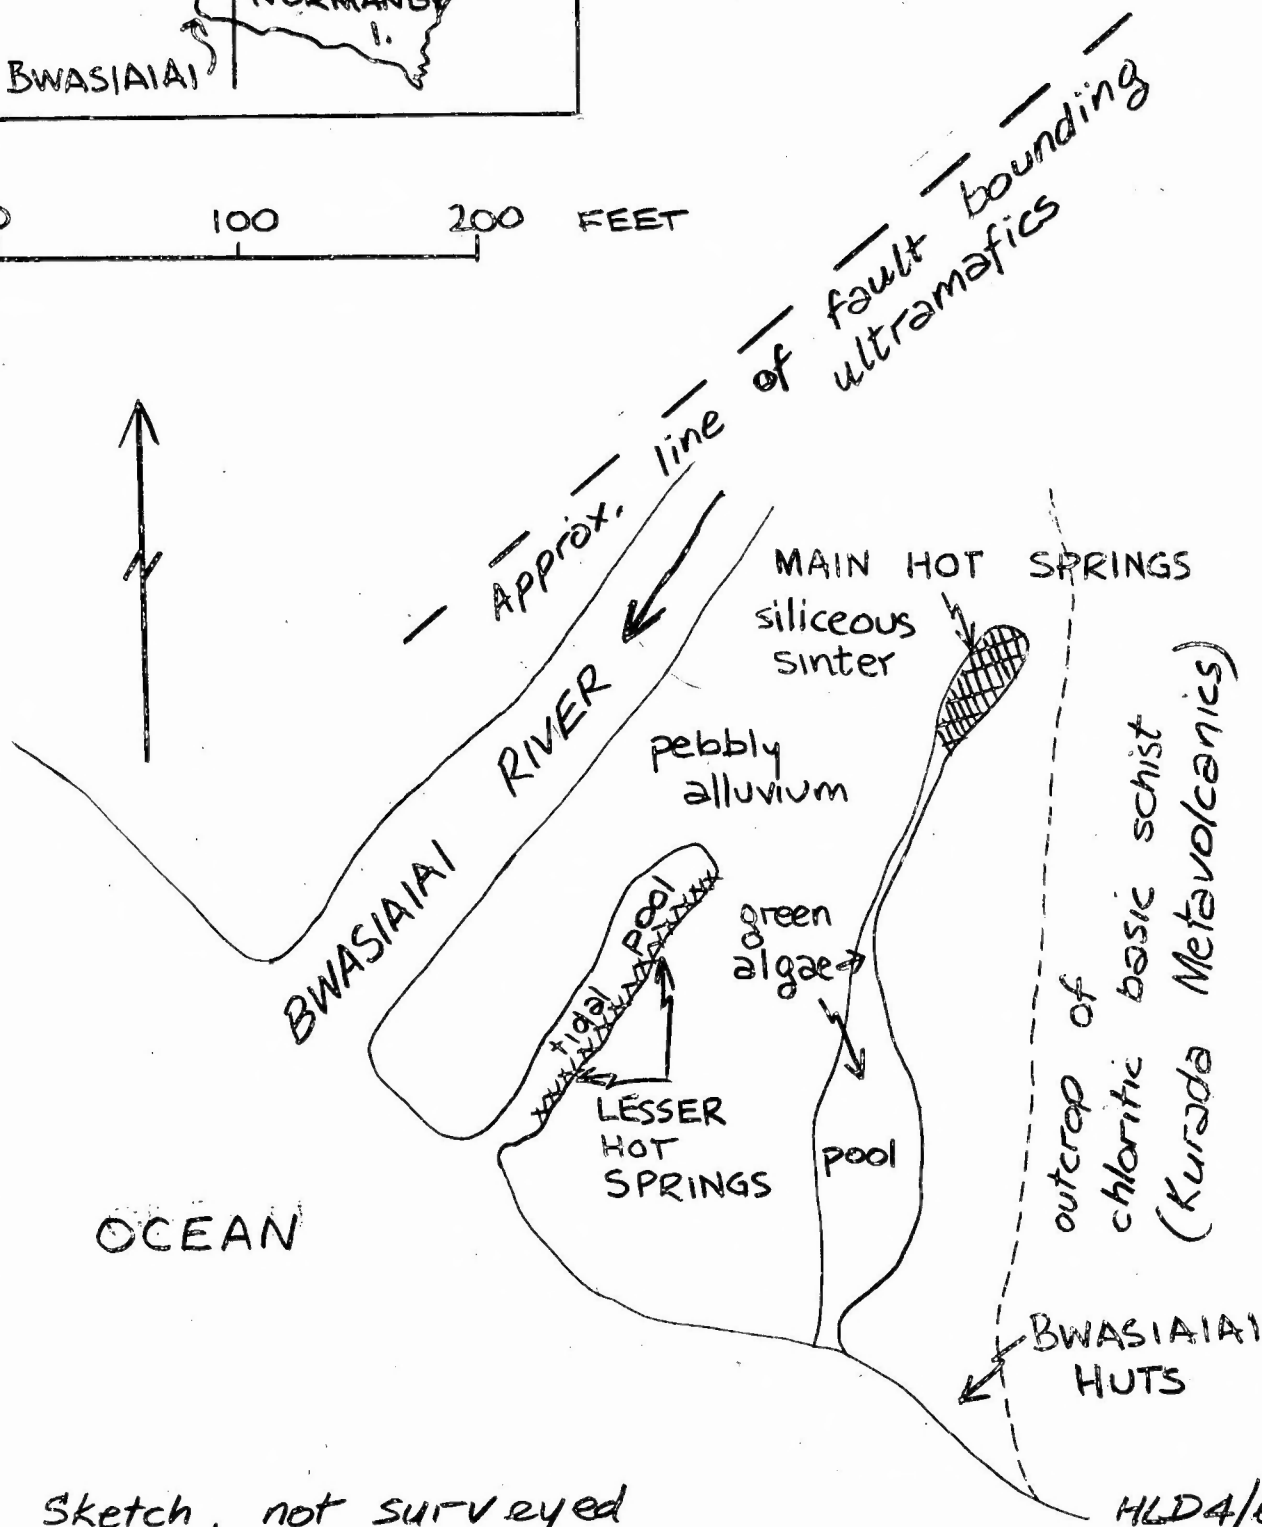 NORMANBY
I.
BWASIAIAI
0 100 200 FEET
Approx. line of fault bounding
ultramafics
N
MAIN HOT SPRINGS
siliceous
sinter
RIVER
BWASIAIAI
pebbly
alluvium
tidal pool
green
algae
LESSER
HOT
SPRINGS
pool
outcrop of
chloritic basic schist
(Kurada Metavolcanics)
OCEAN
BWASIAIAI
HUTS
Sketch, not surveyed
HLD4/